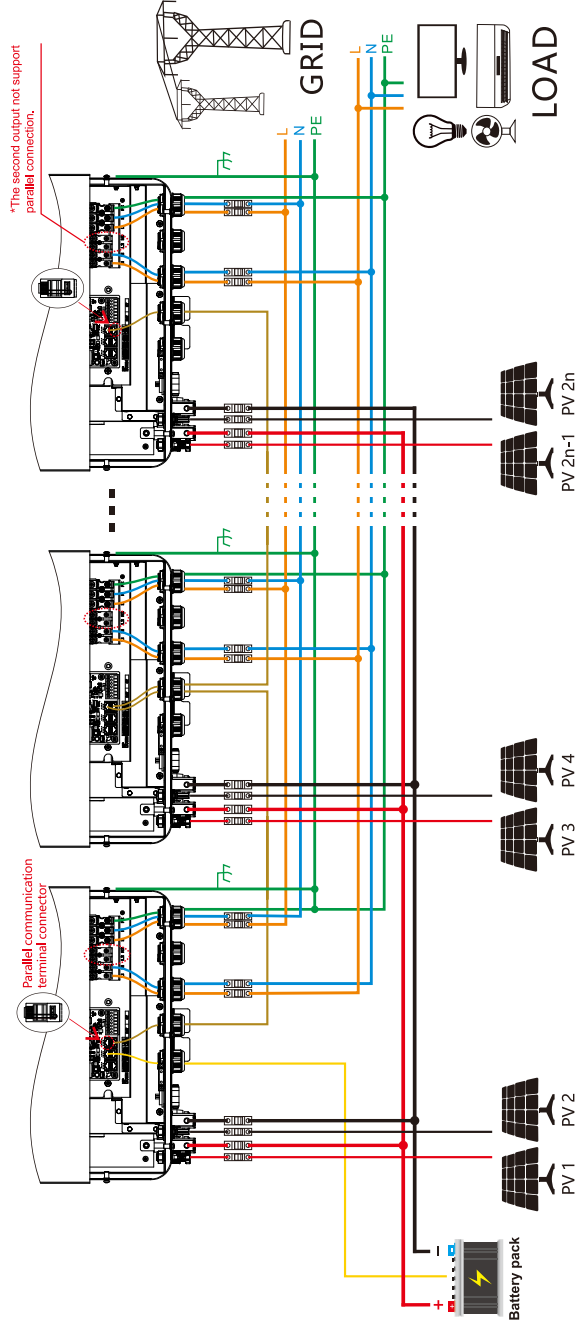 *The second output not support
parallel connection.
GRID
L
N
PE
L
N
PE
LOAD
Parallel communication
terminal connector
PV 1
PV 2
PV 3
PV 4
PV 2n-1
PV 2n
+
-
Battery pack